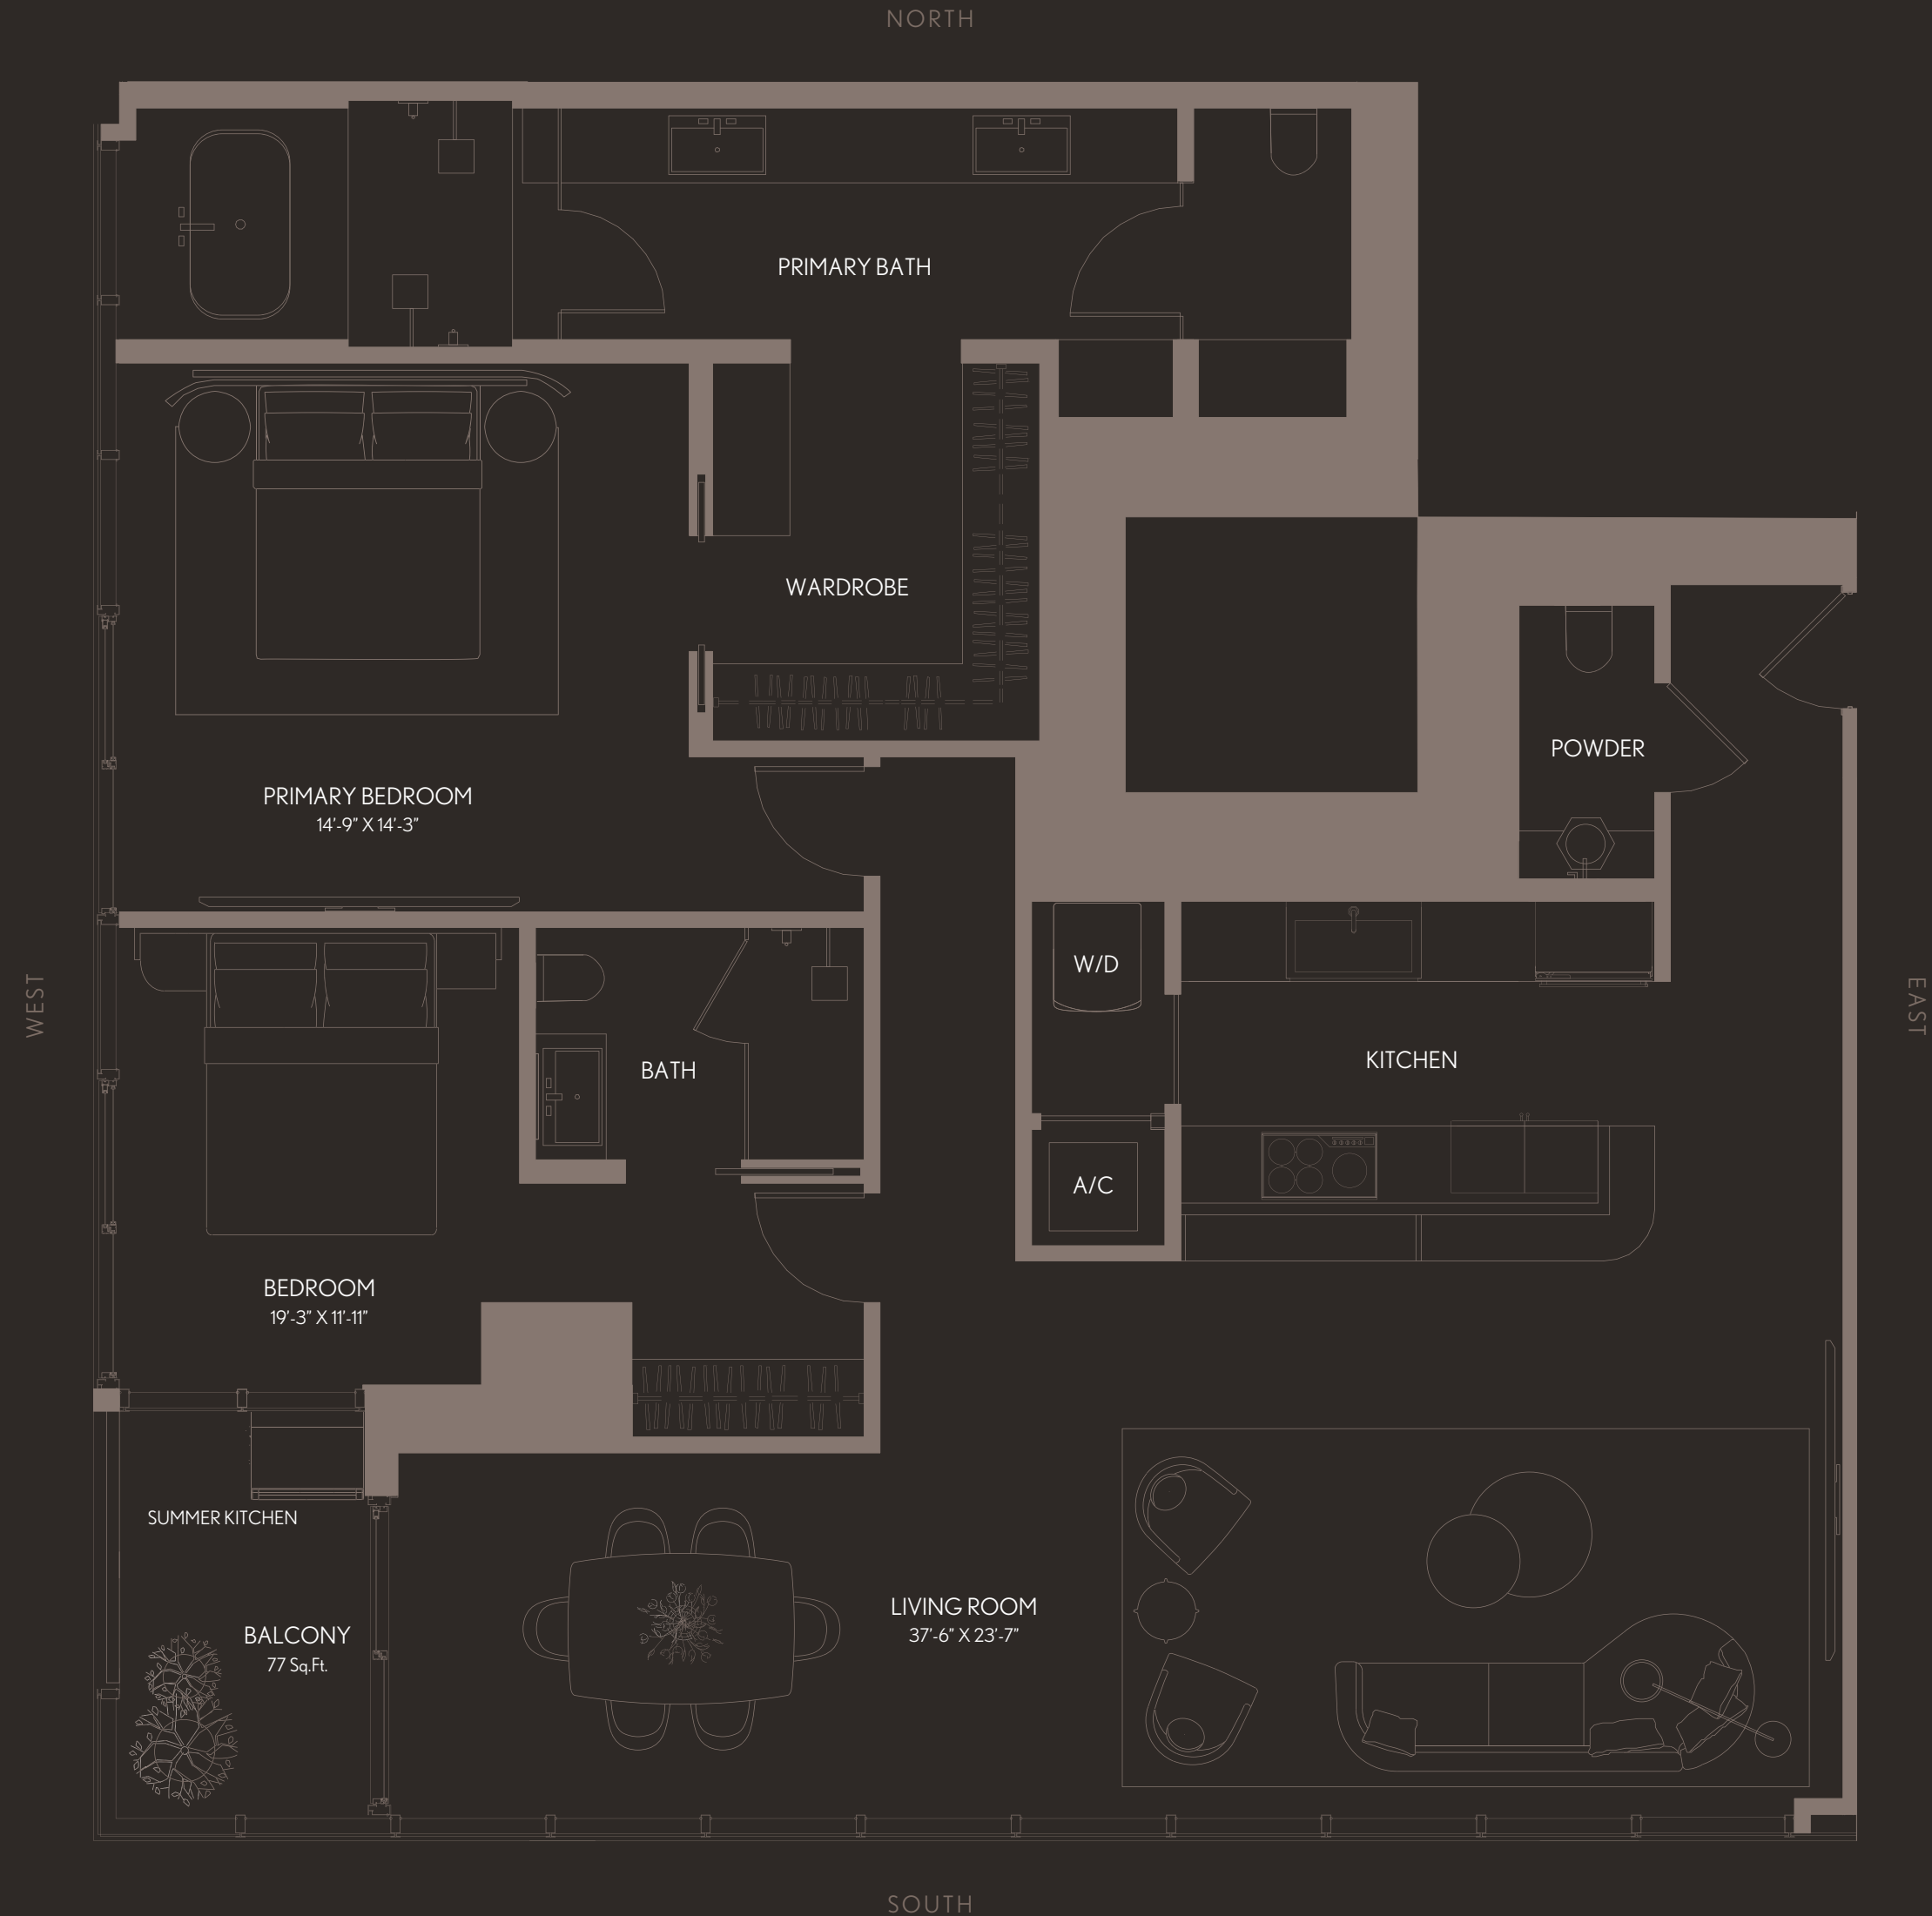 NORTH
PRIMARY BATH
WARDROBE
POWDER
PRIMARY BEDROOM
14'-9" X 14'-3"
W/D
WEST
EAST
KITCHEN
BATH
A/C
BEDROOM
19'-3" X 11'-11"
SUMMER KITCHEN
LIVING ROOM
37'-6" X 23'-7"
BALCONY
77 Sq.Ft.
SOUTH